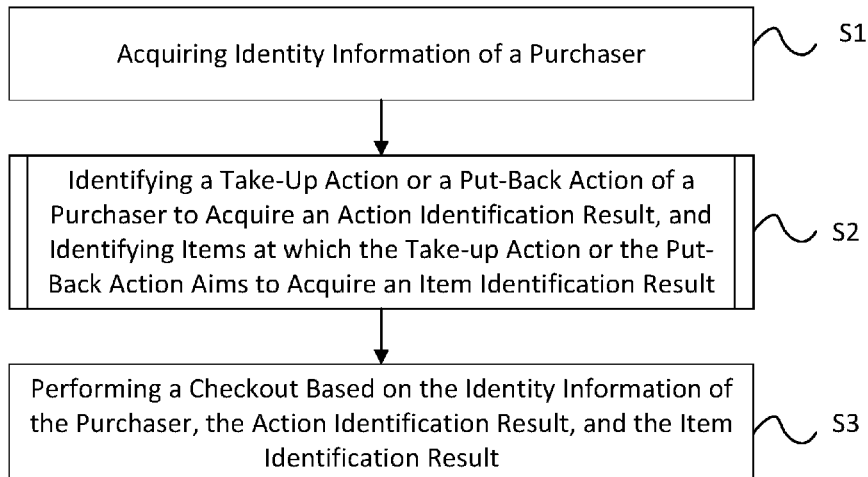 Acquiring Identity Information of a Purchaser
S1
Identifying a Take-Up Action or a Put-Back Action of a
Purchaser to Acquire an Action Identification Result, and
Identifying Items at which the Take-up Action or the Put-
Back Action Aims to Acquire an Item Identification Result
S2
Performing a Checkout Based on the Identity Information of
the Purchaser, the Action Identification Result, and the Item
Identification Result
S3